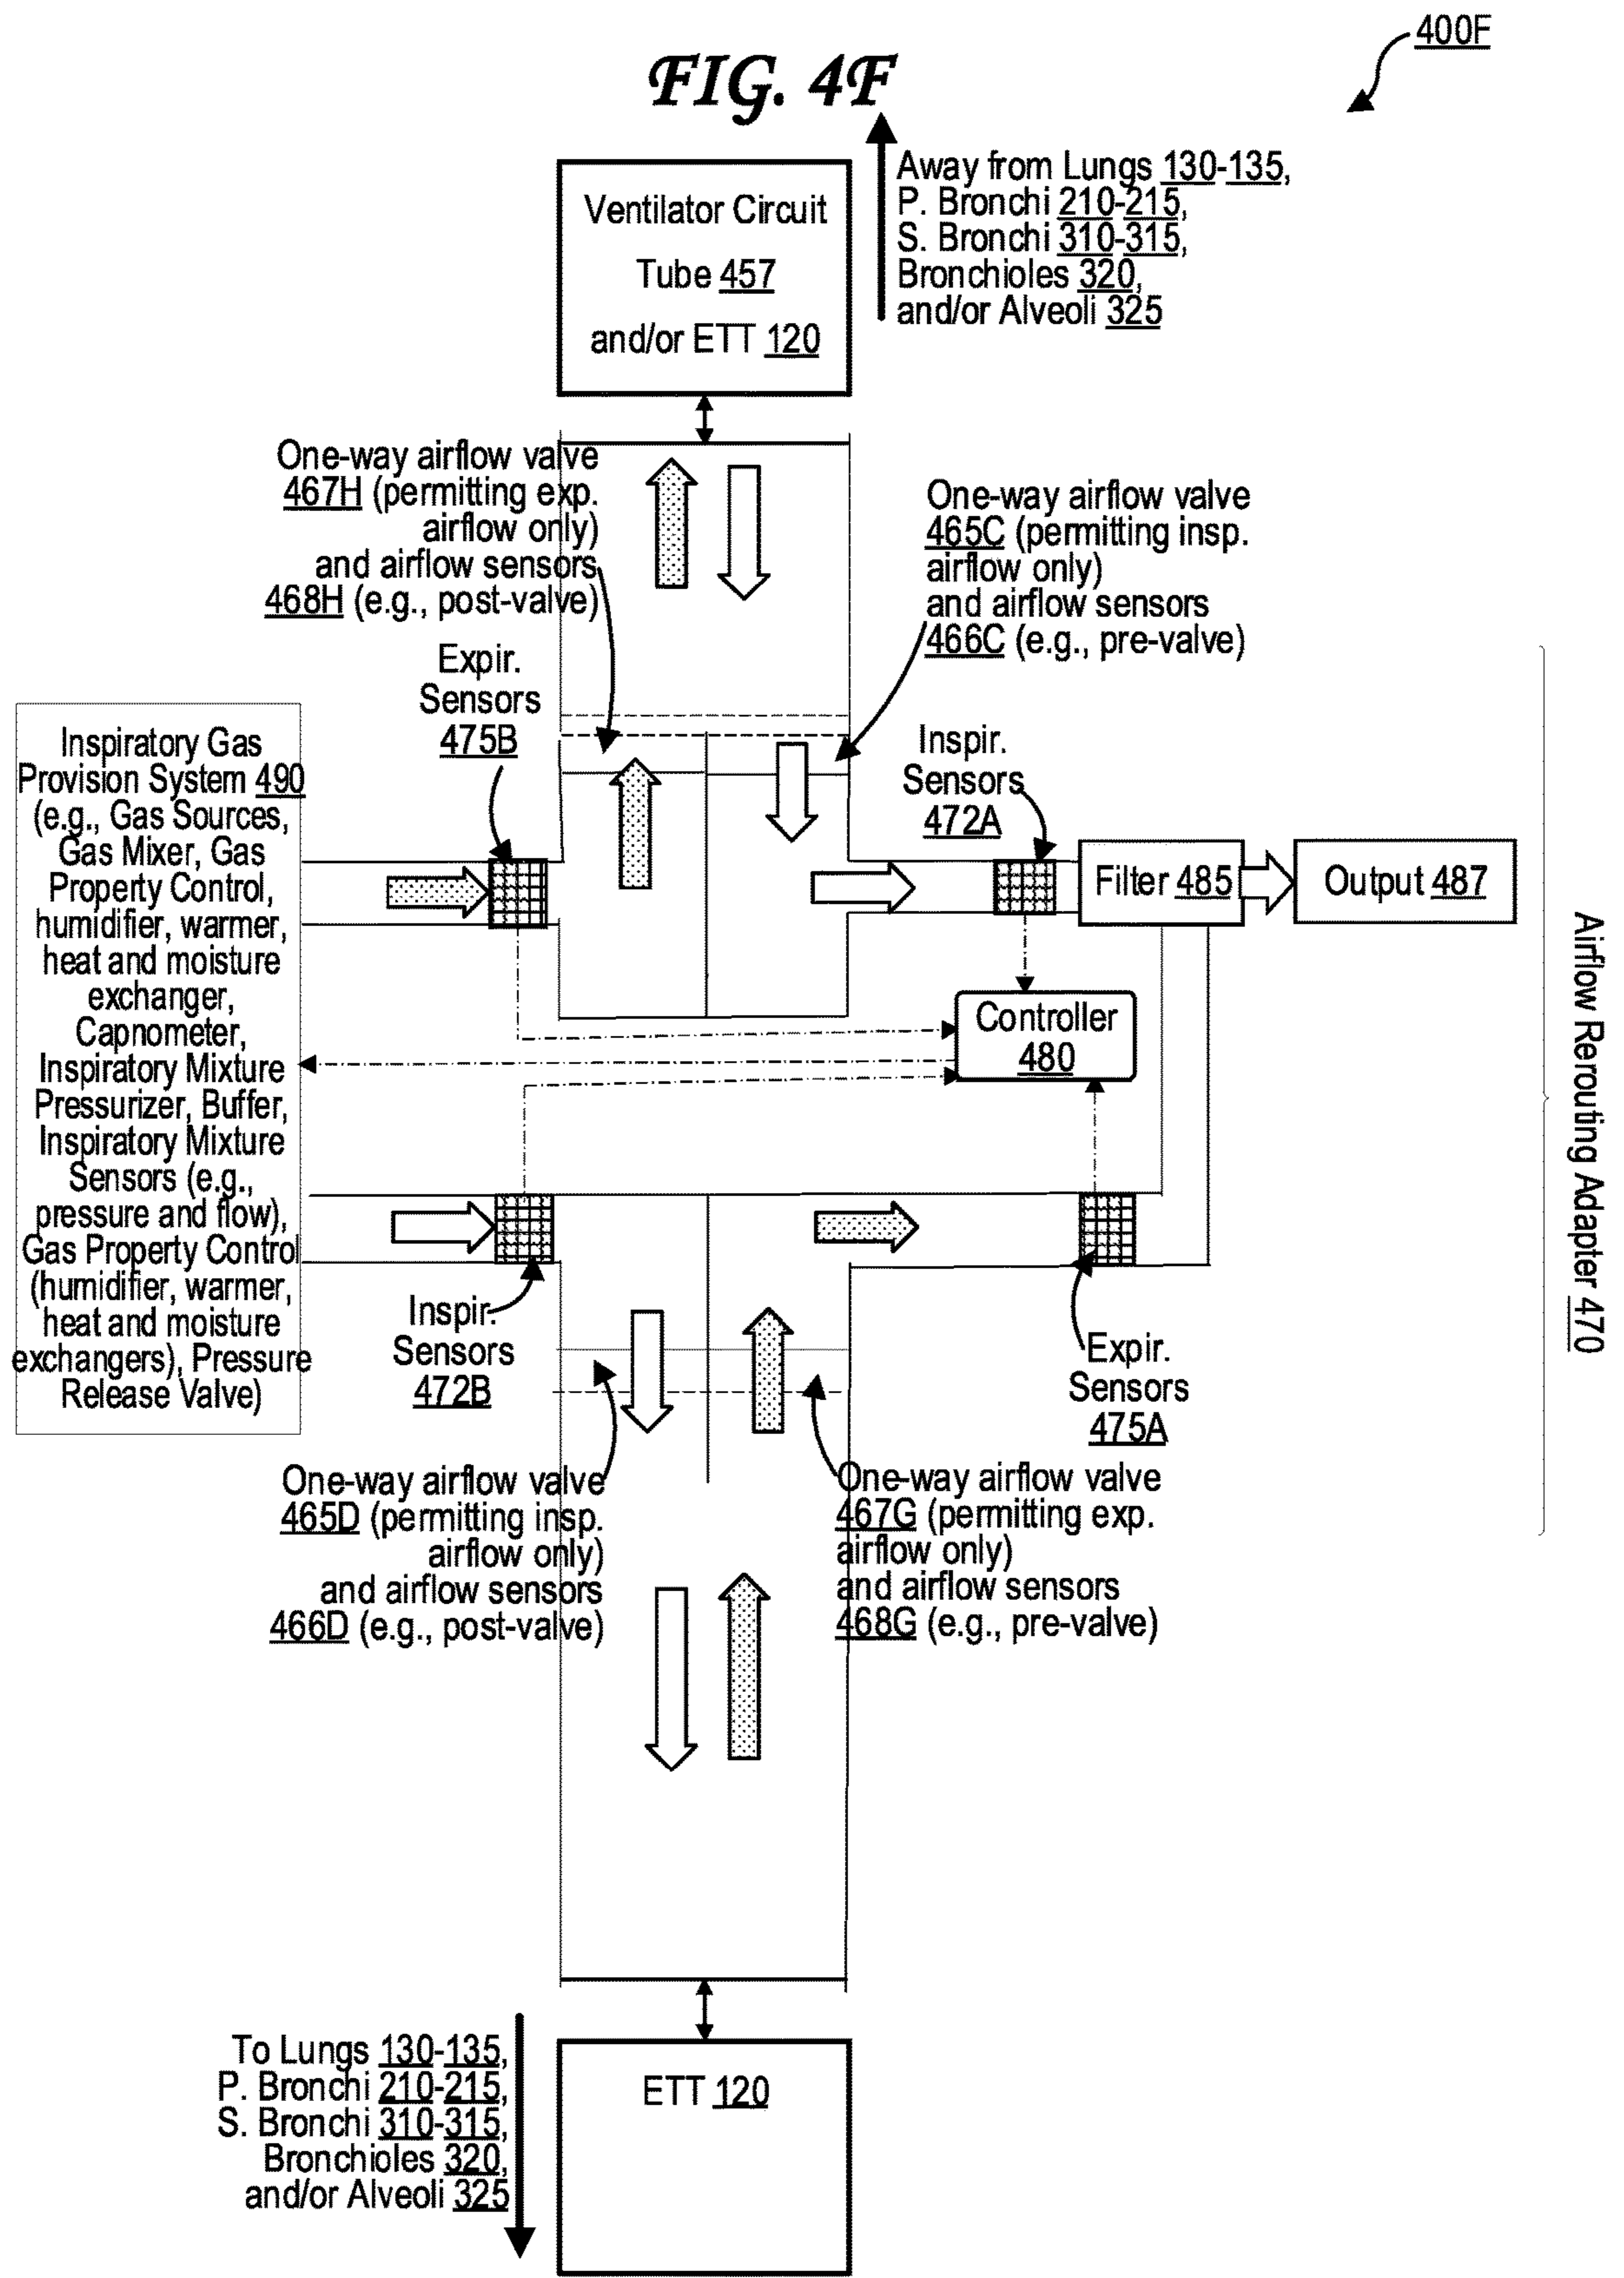 400F
FIG. 4F
Away from Lungs 130-135,
P. Bronchi 210-215,
S. Bronchi 310-315,
Bronchioles 320,
and/or Alveoli 325
Ventilator Circuit
Tube 457
and/or ETT 120
One-way airflow valve
467H (permitting exp.
airflow only)
and airflow sensors
468H (e.g., post-valve)
One-way airflow valve
465C (permitting insp.
airflow only)
and airflow sensors
466C (e.g., pre-valve)
Expir.
Sensors
475B
Inspir.
Sensors
472A
Inspiratory Gas
Provision System 490
(e.g., Gas Sources,
Gas Mixer, Gas
Property Control,
humidifier, warmer,
heat and moisture
exchanger,
Capnometer,
Inspiratory Mixture
Pressurizer, Buffer,
Inspiratory Mixture
Sensors (e.g.,
pressure and flow),
Gas Property Control
(humidifier, warmer,
heat and moisture
exchangers), Pressure
Release Valve)
Filter 485
Output 487
Controller
480
Airflow Rerouting Adapter 470
Inspir.
Sensors
472B
Expir.
Sensors
475A
One-way airflow valve
465D (permitting insp.
airflow only)
and airflow sensors
466D (e.g., post-valve)
One-way airflow valve
467G (permitting exp.
airflow only)
and airflow sensors
468G (e.g., pre-valve)
To Lungs 130-135,
P. Bronchi 210-215,
S. Bronchi 310-315,
Bronchioles 320,
and/or Alveoli 325
ETT 120